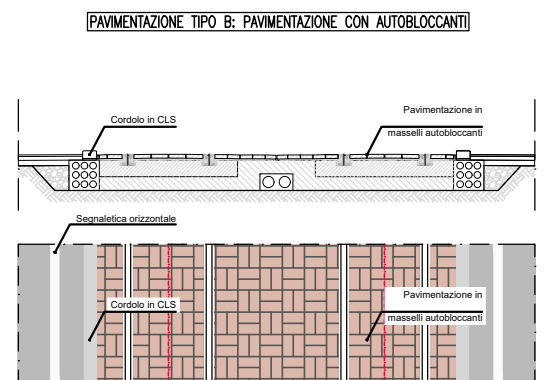 PAVIMENTAZIONE TIPO B: PAVIMENTAZIONE CON AUTOBLOCCANTI
Cordolo in CLS
Pavimentazione in
masselli autobloccanti
Segnaletica orizzontale
Cordolo in CLS
Pavimentazione in
masselli autobloccanti